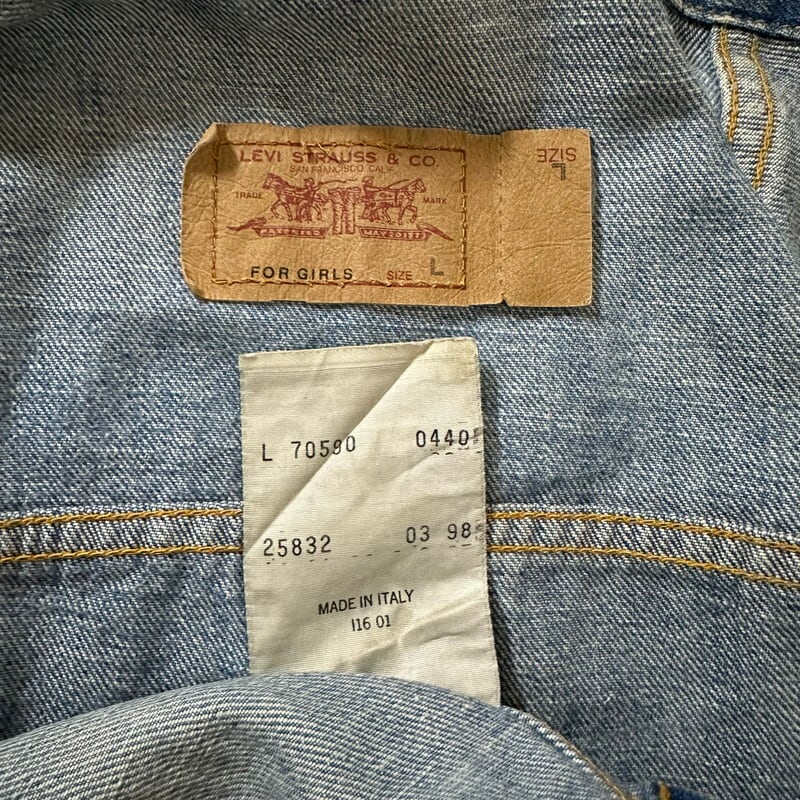 LEVI STRAUSS & CO.
SAN FRANCISCO CALIF.
TRADE MARK
FOR GIRLS SIZE L
SIZE
L
L 70590 0440
25832 03 98
MADE IN ITALY
I16 01